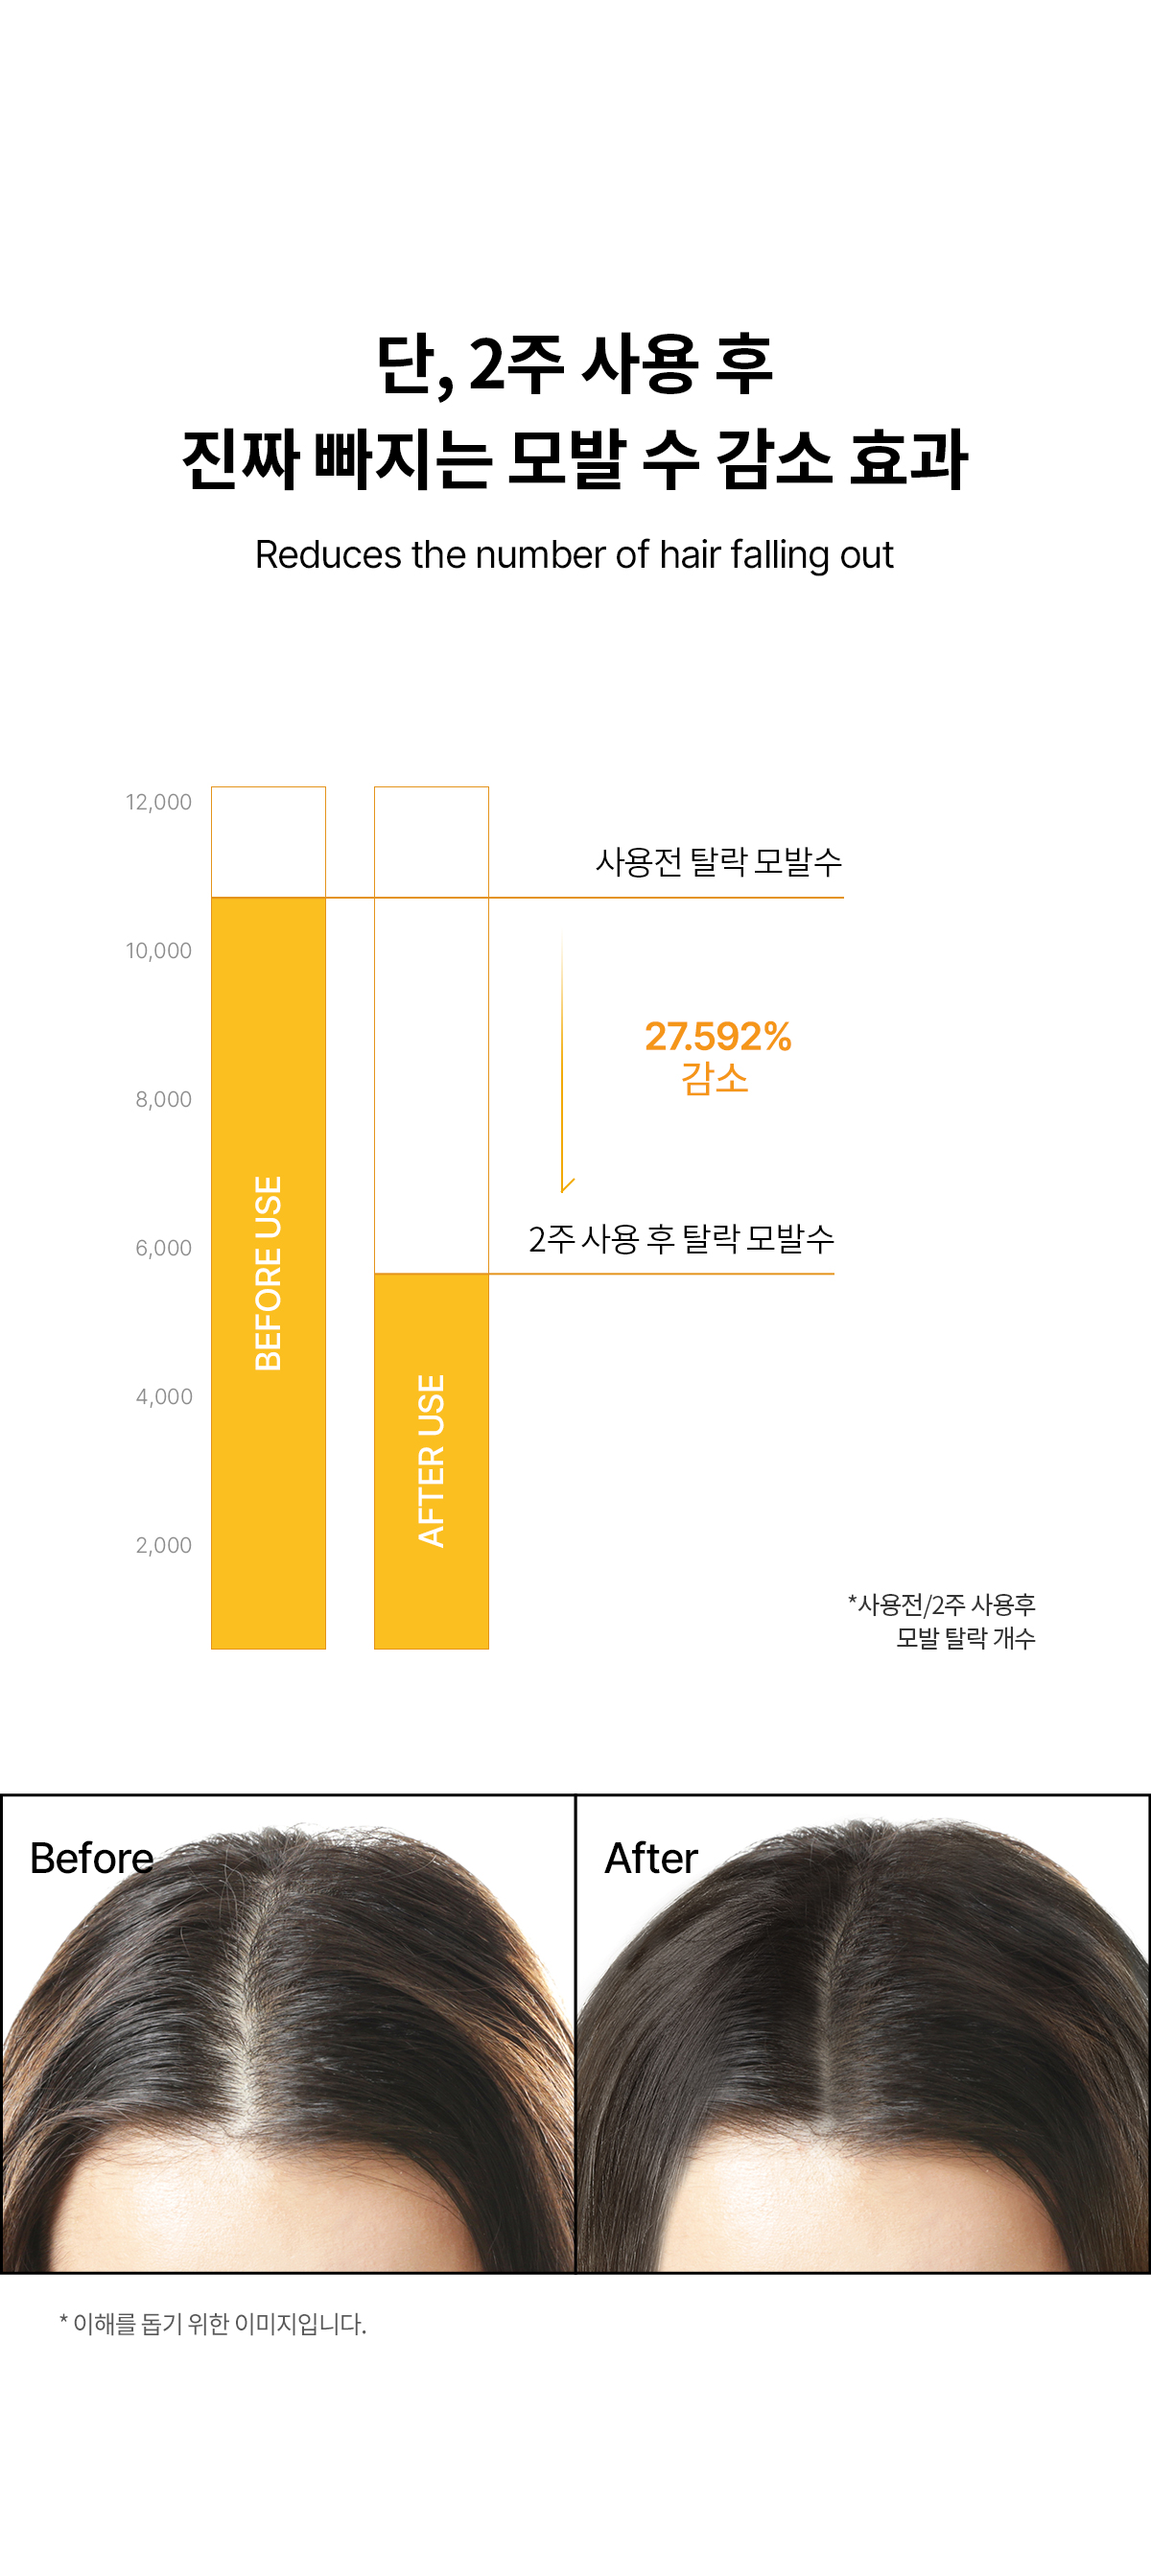 단, 2주 사용 후
진짜 빠지는 모발 수 감소 효과
Reduces the number of hair falling out
12,000
사용전 탈락 모발수
10,000
27.592%
감소
8,000
BEFORE USE
2주 사용 후 탈락 모발수
6,000
4,000
AFTER USE
2,000
*사용전/2주 사용후
모발 탈락 개수
Before
After
* 이해를 돕기 위한 이미지입니다.